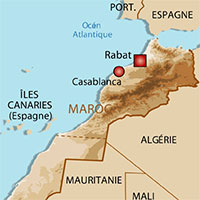 PORT.
ESPAGNE
Océan
Atlantique
Rabat
Casablanca
ÎLES
CANARIES
(Espagne)
MAROC
ALGÉRIE
MAURITANIE
MALI